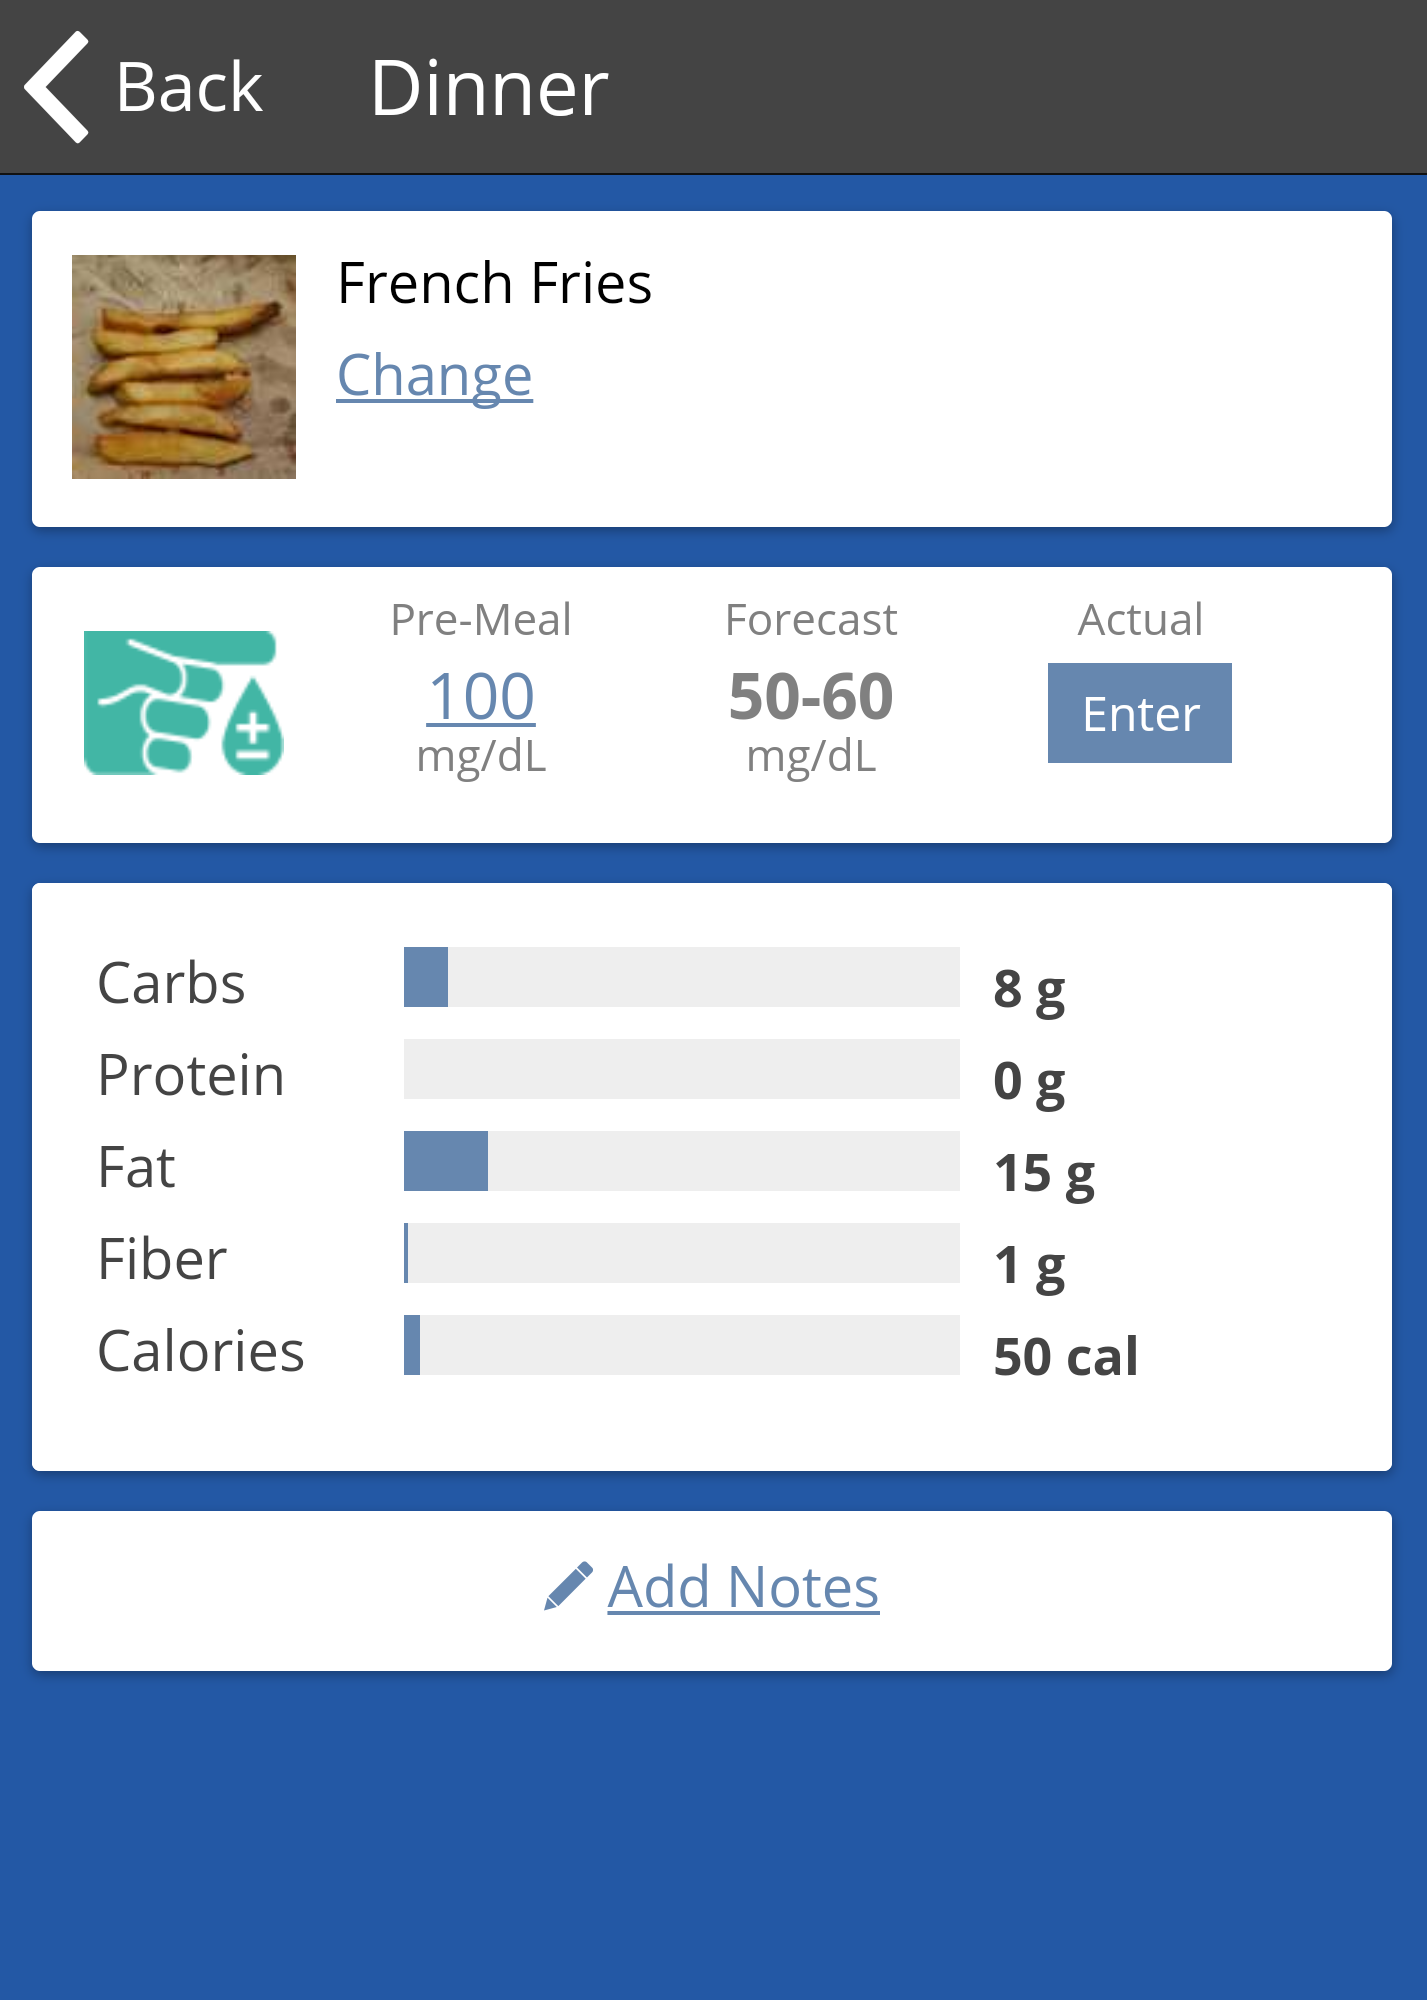 Back Dinner
French Fries
Change
Pre-Meal Forecast Actual
100 50-60 Enter
mg/dL mg/dL
Carbs 8 g
Protein 0 g
Fat 15 g
Fiber 1 g
Calories 50 cal
Add Notes